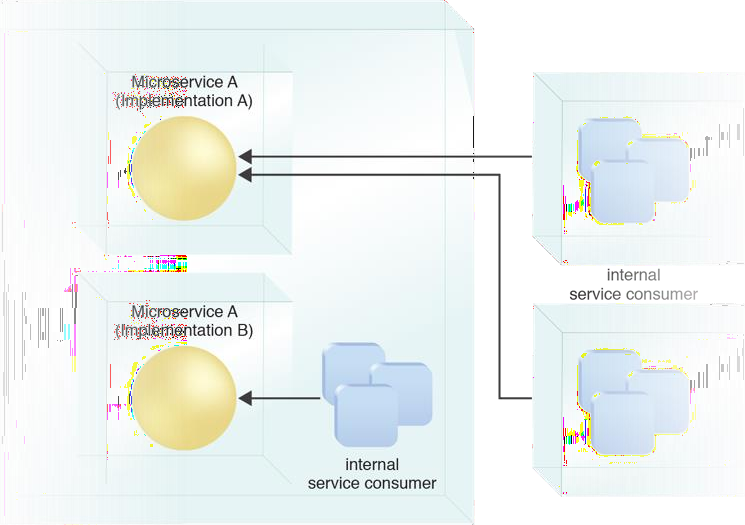 Microservice A
(Implementation A)
internal
service consumer
Microservice A
(Implementation B)
internal
service consumer